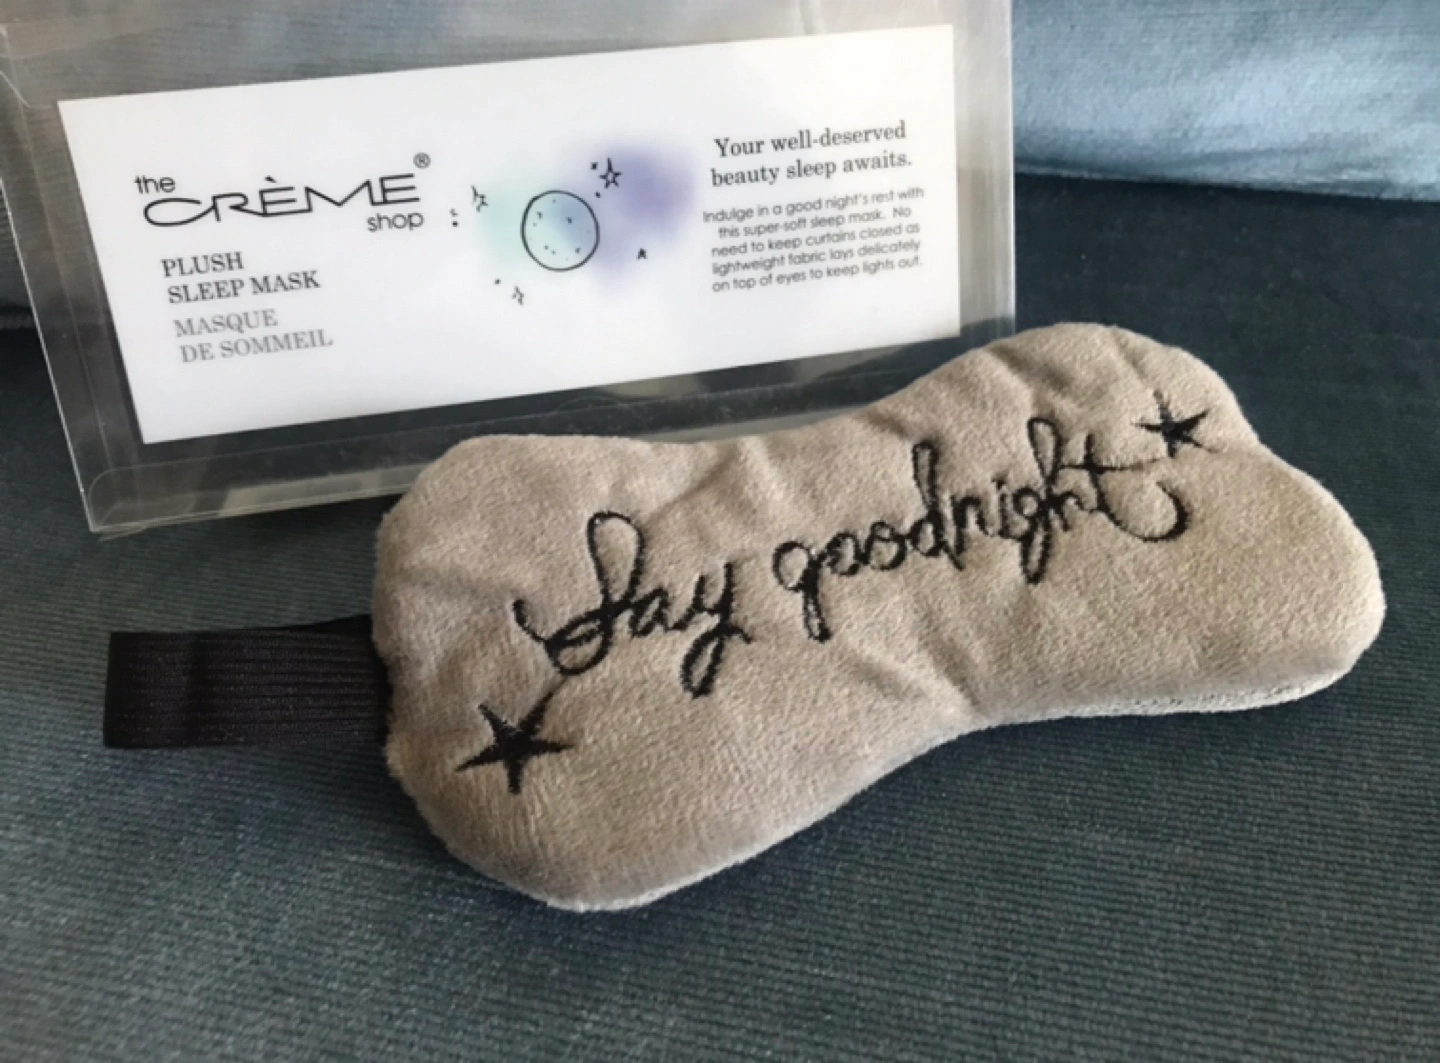 the
CRÈME®
shop
PLUSH
SLEEP MASK
MASQUE
DE SOMMEIL
Your well-deserved
beauty sleep awaits.
Indulge in a good night's rest with
this super-soft sleep mask. No
need to keep curtains closed as
lightweight fabric lays delicately
on top of eyes to keep lights out.
Say goodnight